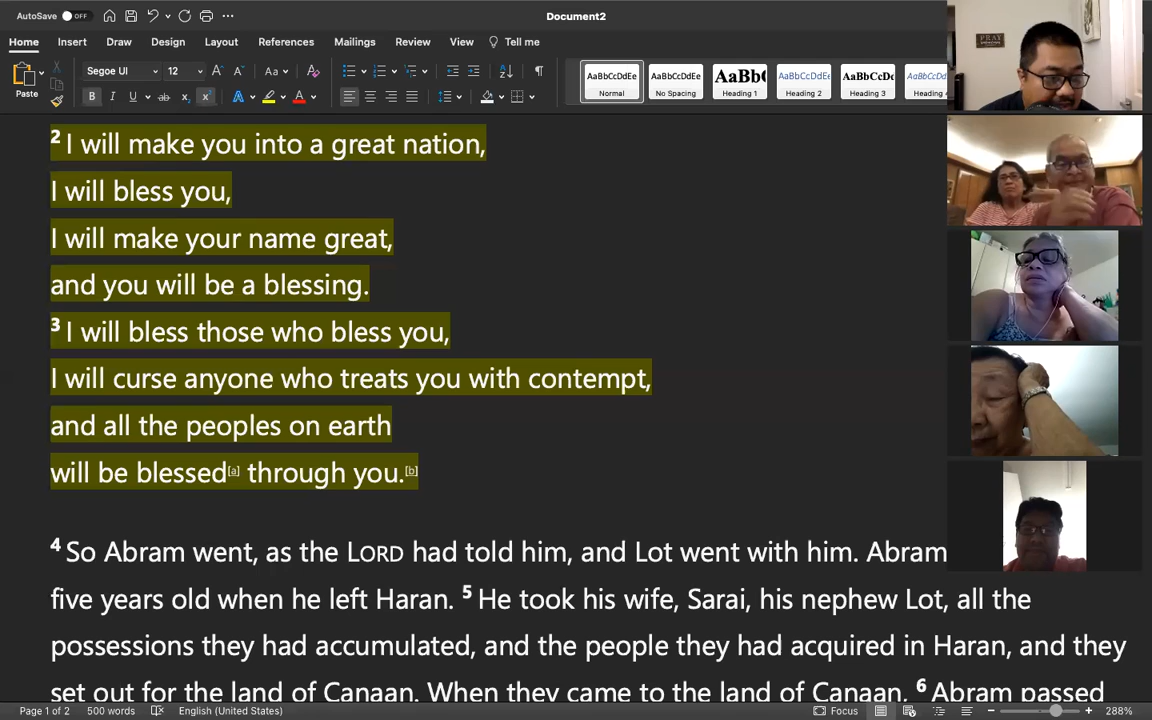 AutoSave OFF Document2
Home Insert Draw Design Layout References Mailings Review View Tell me
Paste Segoe UI 12 Aa
AaBbCcDdEe AaBbCcDdEe AaBb( AaBbCcDdEe AaBbCcDd AaBbCcDdEe
Normal No Spacing Heading 1 Heading 2 Heading 3 Heading 4
2 I will make you into a great nation,
I will bless you,
I will make your name great,
and you will be a blessing.
3 I will bless those who bless you,
I will curse anyone who treats you with contempt,
and all the peoples on earth
will be blessed[a] through you.[b]
4 So Abram went, as the LORD had told him, and Lot went with him. Abram
five years old when he left Haran. 5 He took his wife, Sarai, his nephew Lot, all the
possessions they had accumulated, and the people they had acquired in Haran, and they
set out for the land of Canaan. When they came to the land of Canaan, 6 Abram passed
Page 1 of 2 500 words English (United States) Focus 288%
PRAY